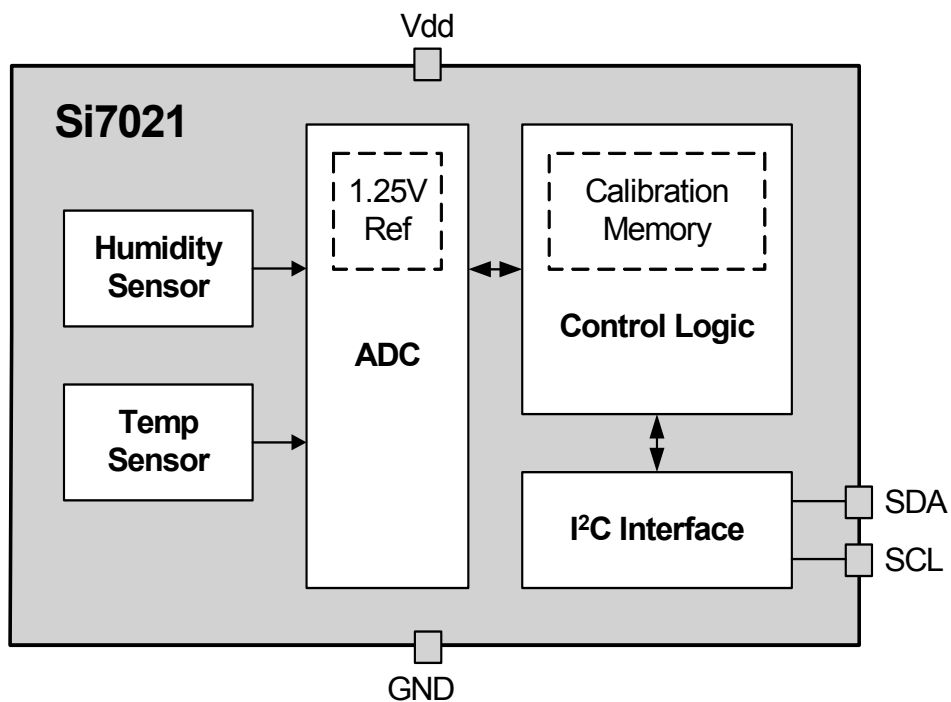 Vdd
Si7021
1.25V
Ref
Calibration
Memory
Humidity
Sensor
Control Logic
ADC
Temp
Sensor
I²C Interface
SDA
SCL
GND